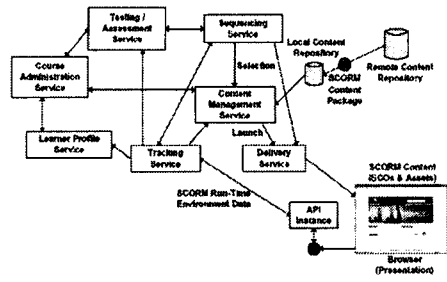 Testing /
Assessment
Service
Sequencing
Service
Local Content
Repository
Selection
Course
Administration
Service
SCORM
Content
Package
Remote Content
Repository
Content
Management
Service
Learner Profile
Service
Launch
Tracking
Service
Delivery
Service
SCORM Content
(SCOs & Assets)
SCORM Run-Time
Environment Data
API
Instance
Browser
(Presentation)